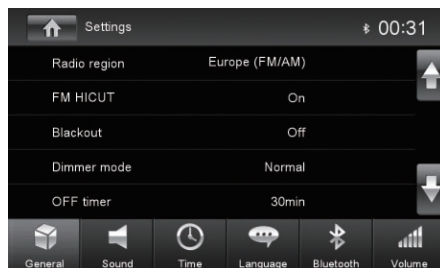 Settings 00:31
Radio region Europe (FM/AM)
FM HICUT On
Blackout Off
Dimmer mode Normal
OFF timer 30min
General Sound Time Language Bluetooth Volume